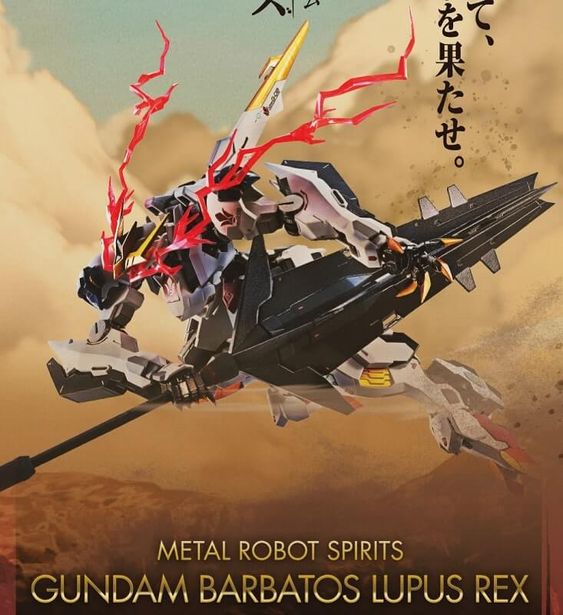 て、
を果たせ。
METAL ROBOT SPIRITS
GUNDAM BARBATOS LUPUS REX